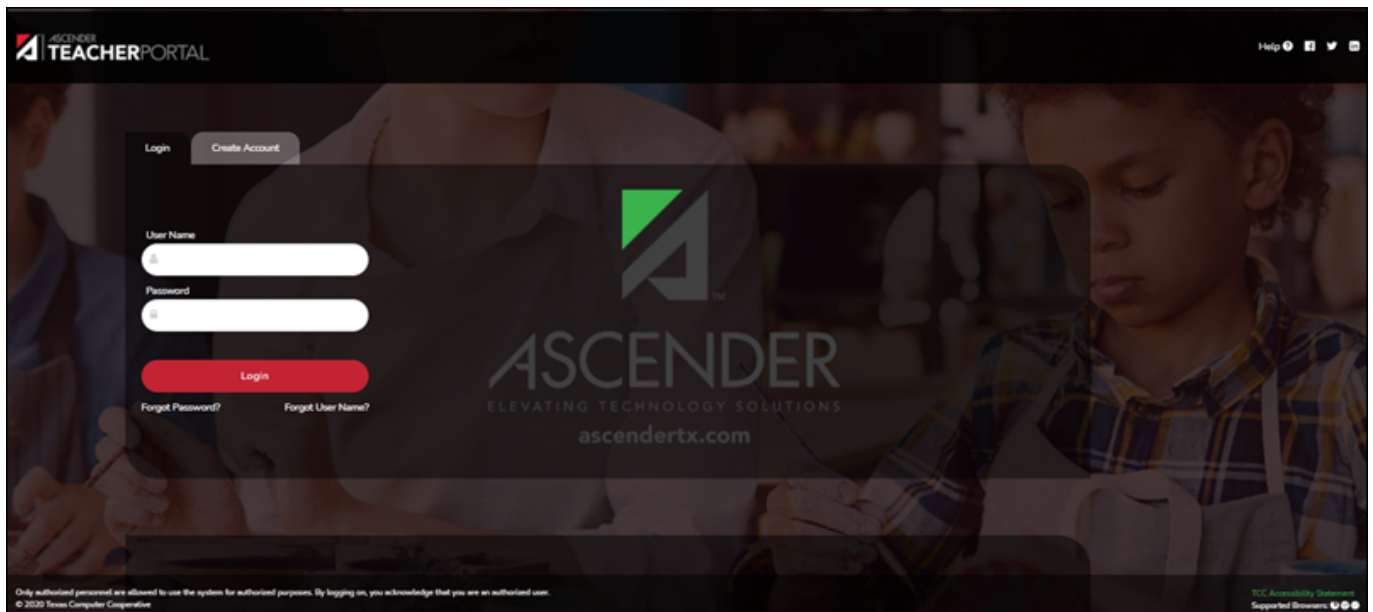 ASCENDER
TEACHERPORTAL
Help
Login
Create Account
User Name
Password
Login
Forgot Password?
Forgot User Name?
TM
ASCENDER
ELEVATING TECHNOLOGY SOLUTIONS
ascendertx.com
Only authorized personnel are allowed to use the system for authorized purposes. By logging on, you acknowledge that you are an authorized user.
© 2020 Texas Computer Cooperative
TCC Accessibility Statement
Supported Browsers: